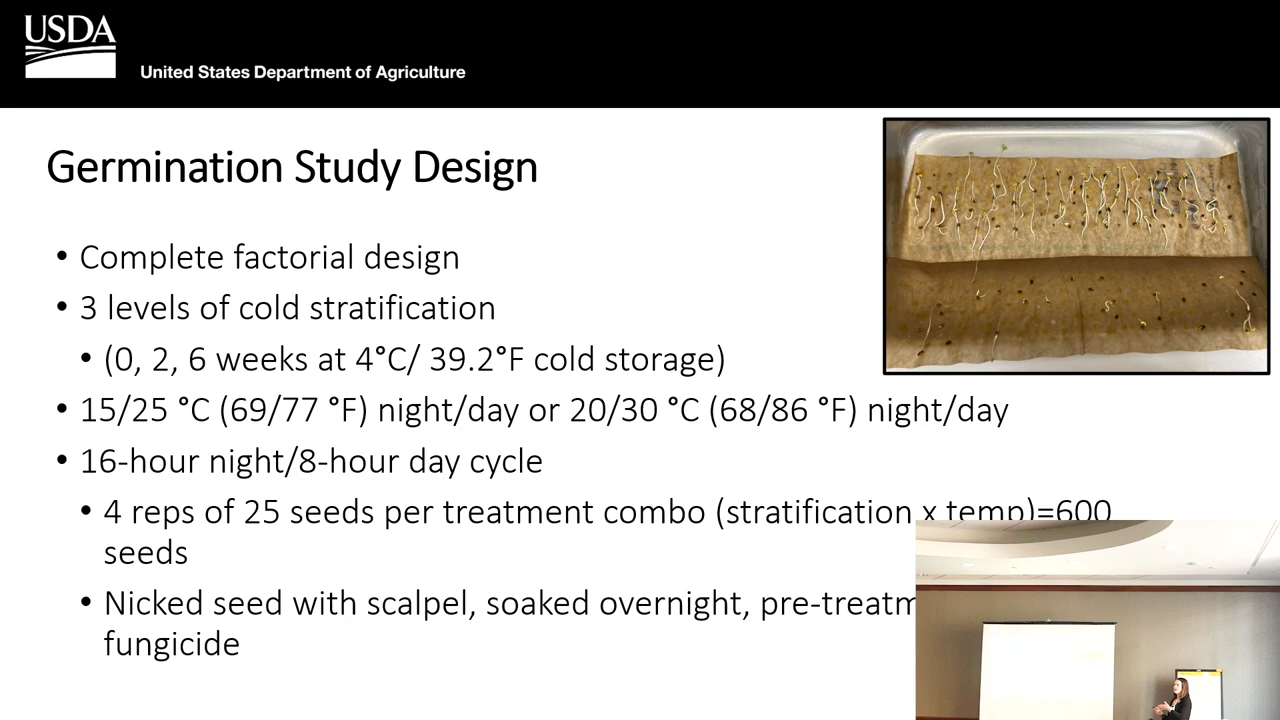 USDA
United States Department of Agriculture
Germination Study Design
• Complete factorial design
• 3 levels of cold stratification
• (0, 2, 6 weeks at 4°C/ 39.2°F cold storage)
• 15/25 °C (69/77 °F) night/day or 20/30 °C (68/86 °F) night/day
• 16-hour night/8-hour day cycle
• 4 reps of 25 seeds per treatment combo (stratification x temp)=600
seeds
• Nicked seed with scalpel, soaked overnight, pre-treatm
fungicide